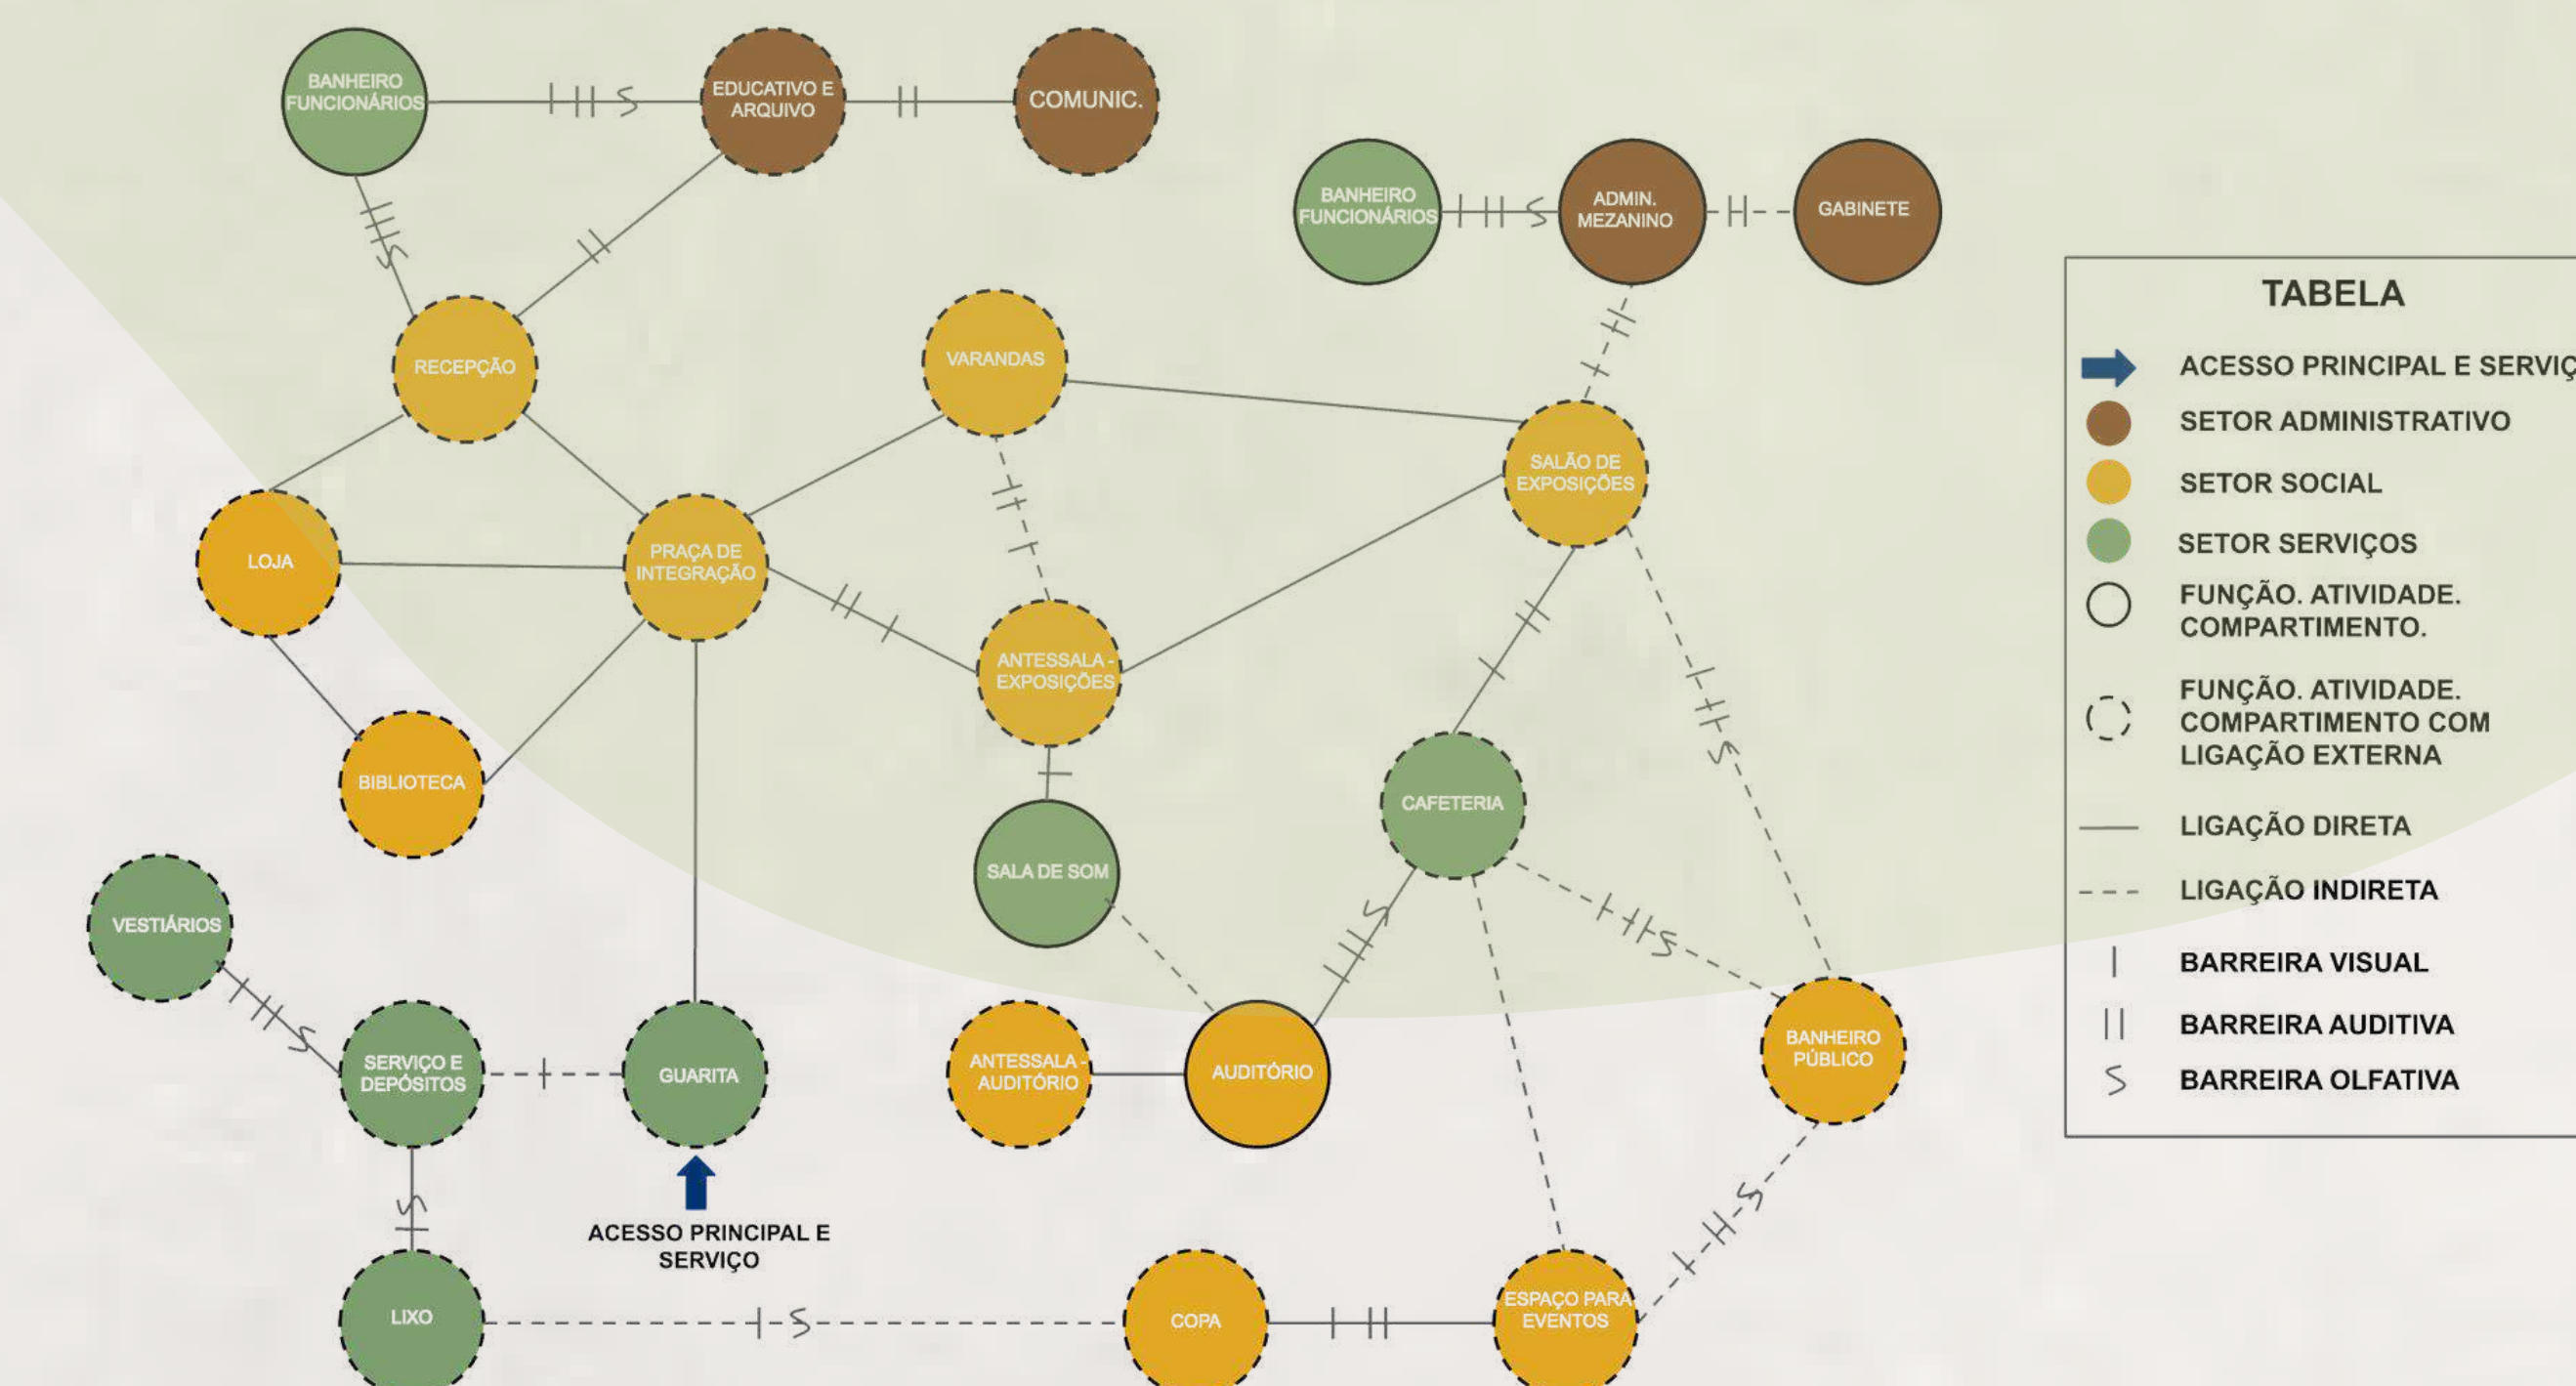 BANHEIRO
FUNCIONÁRIOS
EDUCATIVO E
ARQUIVO
COMUNIC.
BANHEIRO
FUNCIONÁRIOS
ADMIN.
MEZANINO
GABINETE
RECEPÇÃO
VARANDAS
SALÃO DE
EXPOSIÇÕES
LOJA
PRAÇA DE
INTEGRAÇÃO
ANTESSALA -
EXPOSIÇÕES
BIBLIOTECA
CAFETERIA
SALA DE SOM
VESTIÁRIOS
SERVIÇO E
DEPÓSITOS
GUARITA
ANTESSALA -
AUDITÓRIO
AUDITÓRIO
BANHEIRO
PÚBLICO
ACESSO PRINCIPAL E
SERVIÇO
LIXO
COPA
ESPAÇO PARA
EVENTOS
TABELA
ACESSO PRINCIPAL E SERVIÇ
SETOR ADMINISTRATIVO
SETOR SOCIAL
SETOR SERVIÇOS
FUNÇÃO. ATIVIDADE.
COMPARTIMENTO.
FUNÇÃO. ATIVIDADE.
COMPARTIMENTO COM
LIGAÇÃO EXTERNA
LIGAÇÃO DIRETA
LIGAÇÃO INDIRETA
BARREIRA VISUAL
BARREIRA AUDITIVA
BARREIRA OLFATIVA